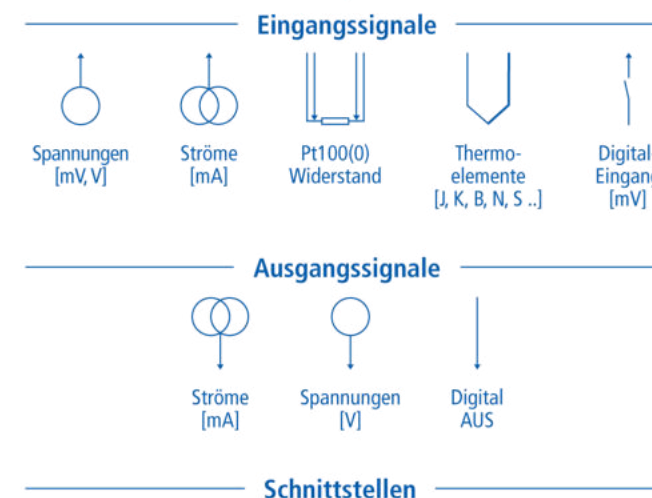 Eingangssignale
Spannungen
[mV, V]
Ströme
[mA]
Pt100(0)
Widerstand
Thermo-
elemente
[J, K, B, N, S ..]
Digital
Eingang
[mV]
Ausgangssignale
Ströme
[mA]
Spannungen
[V]
Digital
AUS
Schnittstellen